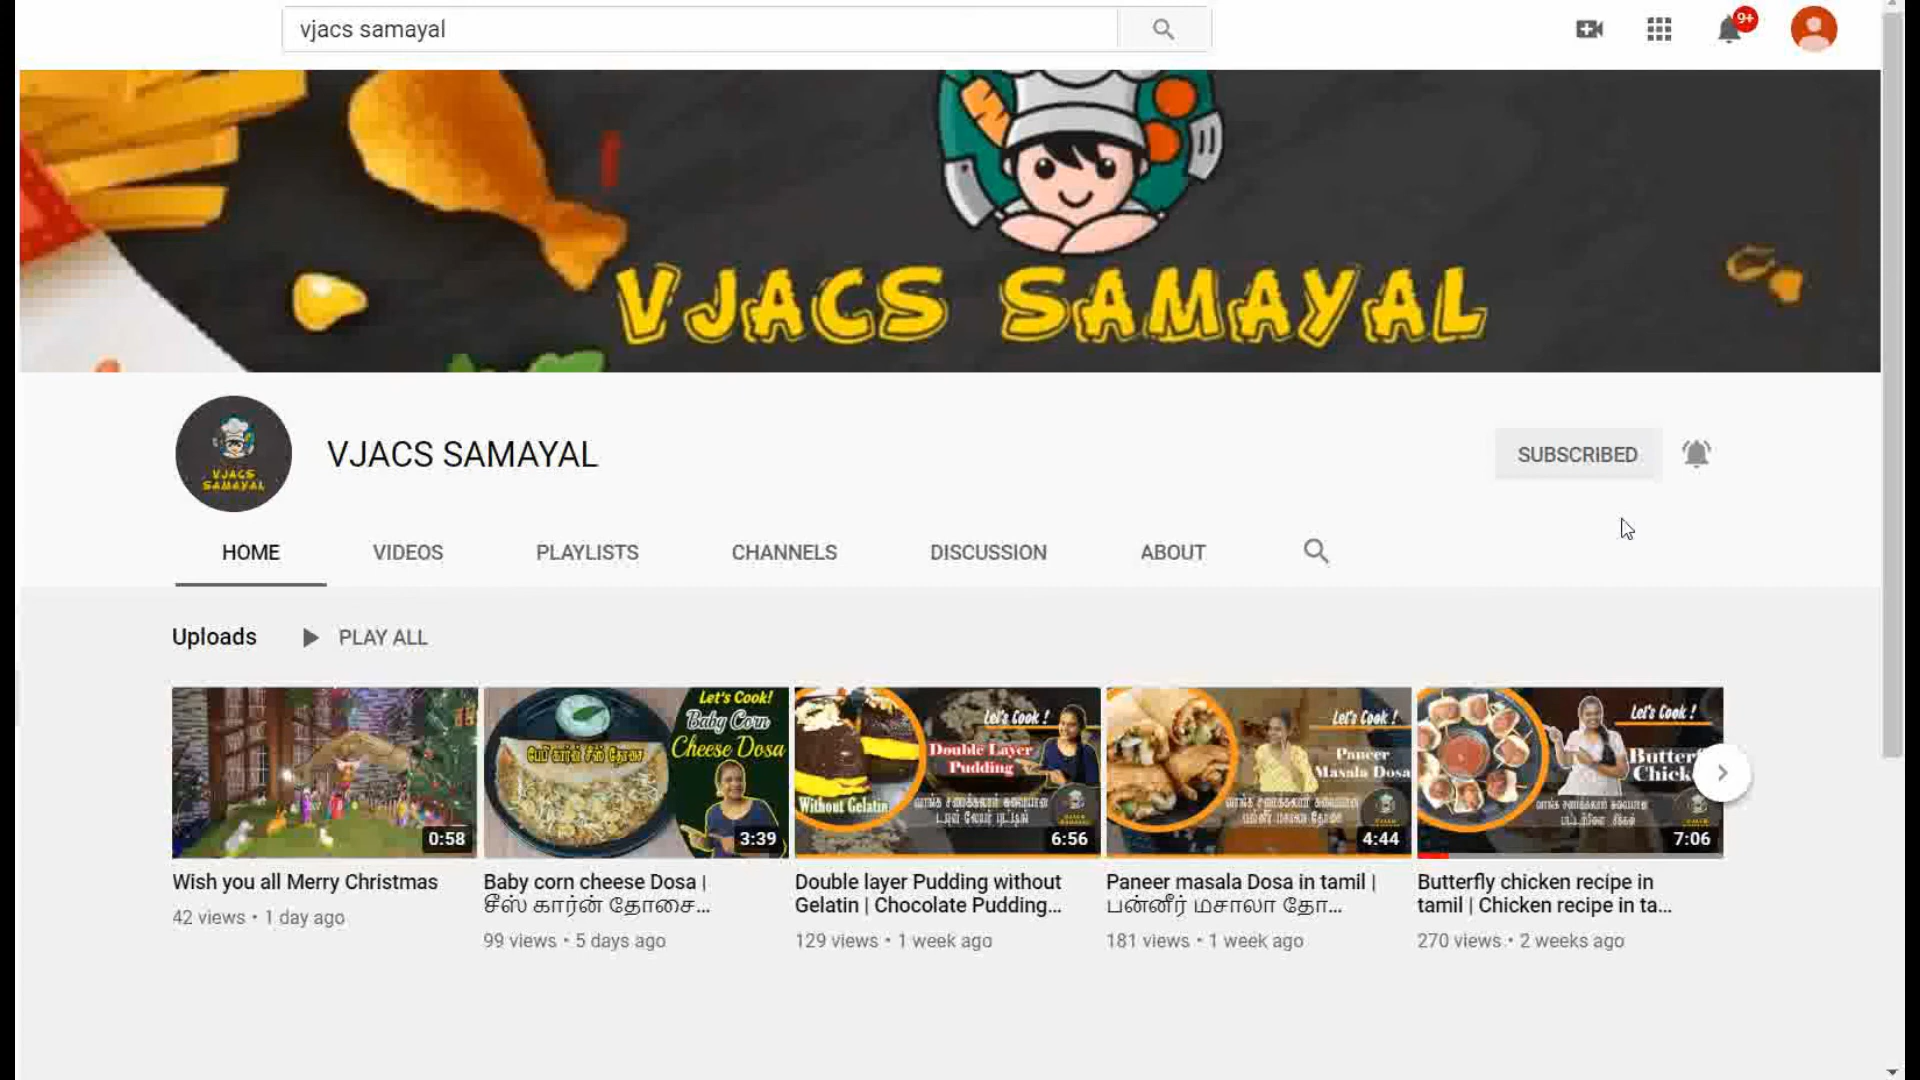 vjacs samayal
9+
VJACS SAMAYAL
VJACS
SAMAYAL
VJACS SAMAYAL
SUBSCRIBED
HOME VIDEOS PLAYLISTS CHANNELS DISCUSSION ABOUT
Uploads PLAY ALL
Let's Cook!
Baby Corn
Cheese Dosa
பேபி கார்ன் சீஸ் தோசை
3:39
0:58
Let's Cook !
Double Layer
Pudding
Without Gelatin
6:56
Let's Cook !
Paneer
Masala Dosa
4:44
Let's Cook !
Butterf
Chick
7:06
Wish you all Merry Christmas
42 views • 1 day ago
Baby corn cheese Dosa |
சீஸ் கார்ன் தோசை...
99 views • 5 days ago
Double layer Pudding without
Gelatin | Chocolate Pudding...
129 views • 1 week ago
Paneer masala Dosa in tamil |
பன்னீர் மசாலா தோ...
181 views • 1 week ago
Butterfly chicken recipe in
tamil | Chicken recipe in ta...
270 views • 2 weeks ago